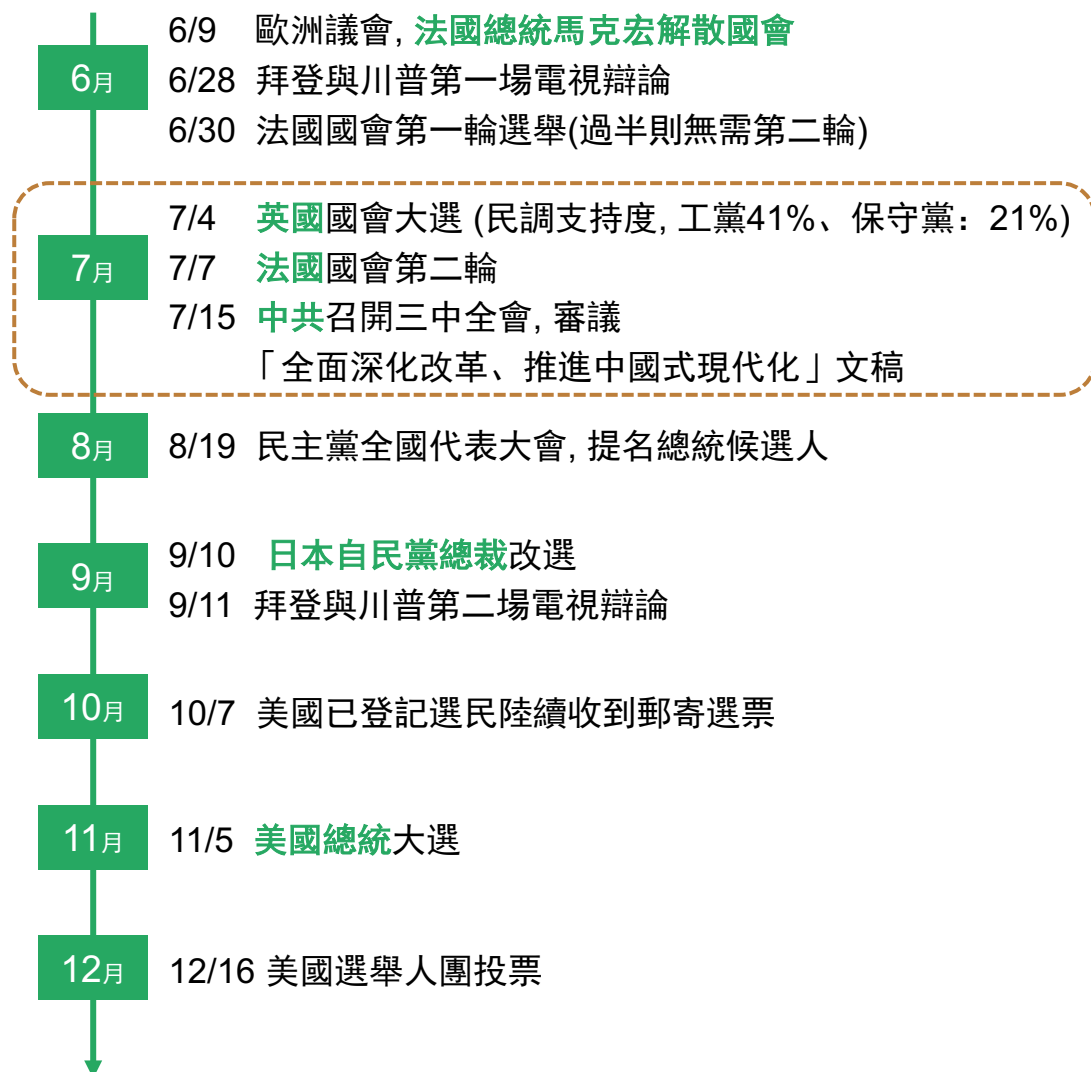 6月
6/9 歐洲議會, 法國總統馬克宏解散國會
6/28 拜登與川普第一場電視辯論
6/30 法國國會第一輪選舉(過半則無需第二輪)
7月
7/4 英國國會大選 (民調支持度, 工黨41%、保守黨：21%)
7/7 法國國會第二輪
7/15 中共召開三中全會, 審議
「全面深化改革、推進中國式現代化」文稿
8月
8/19 民主黨全國代表大會, 提名總統候選人
9月
9/10 日本自民黨總裁改選
9/11 拜登與川普第二場電視辯論
10月
10/7 美國已登記選民陸續收到郵寄選票
11月
11/5 美國總統大選
12月
12/16 美國選舉人團投票